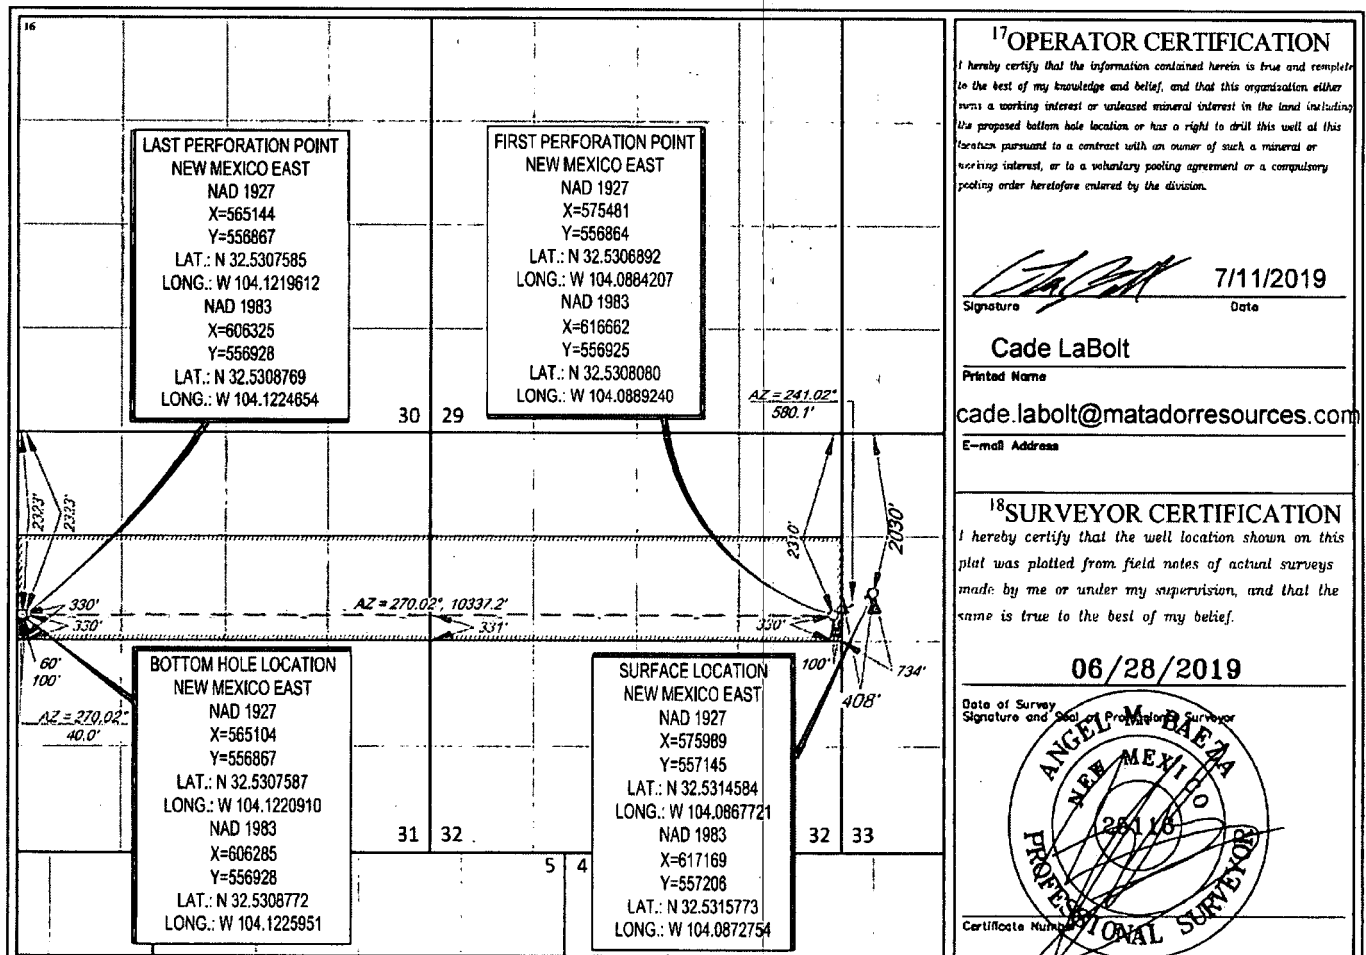 16
LAST PERFORATION POINT
NEW MEXICO EAST
NAD 1927
X=565144
Y=556867
LAT.: N 32.5307585
LONG.: W 104.1219612
NAD 1983
X=606325
Y=556928
LAT.: N 32.5308769
LONG.: W 104.1224654
FIRST PERFORATION POINT
NEW MEXICO EAST
NAD 1927
X=575481
Y=556864
LAT.: N 32.5306892
LONG.: W 104.0884207
NAD 1983
X=616662
Y=556925
LAT.: N 32.5308080
LONG.: W 104.0889240
AZ = 241.02°
580.1'
30 29
2323'
2323'
2310'
2030'
330'
330'
AZ = 270.02°, 10337.2'
331'
330'
60'
100'
100'
734'
408'
AZ = 270.02°
40.0'
BOTTOM HOLE LOCATION
NEW MEXICO EAST
NAD 1927
X=565104
Y=556867
LAT.: N 32.5307587
LONG.: W 104.1220910
NAD 1983
X=606285
Y=556928
LAT.: N 32.5308772
LONG.: W 104.1225951
SURFACE LOCATION
NEW MEXICO EAST
NAD 1927
X=575989
Y=557145
LAT.: N 32.5314584
LONG.: W 104.0867721
NAD 1983
X=617169
Y=557206
LAT.: N 32.5315773
LONG.: W 104.0872754
31 32
32 33
5 4
17 OPERATOR CERTIFICATION
I hereby certify that the information contained herein is true and complete
to the best of my knowledge and belief, and that this organization either
owns a working interest or unleased mineral interest in the land including
the proposed bottom hole location or has a right to drill this well at this
location pursuant to a contract with an owner of such a mineral or
working interest, or to a voluntary pooling agreement or a compulsory
pooling order heretofore entered by the division.
7/11/2019
Signature Date
Cade LaBolt
Printed Name
cade.labolt@matadorresources.com
E-mail Address
18 SURVEYOR CERTIFICATION
I hereby certify that the well location shown on this
plat was plotted from field notes of actual surveys
made by me or under my supervision, and that the
same is true to the best of my belief.
06/28/2019
Date of Survey
Signature and Seal of Professional Surveyor
ANGEL M. BAEZA
NEW MEXICO
PROFESSIONAL SURVEYOR
Certificate Number